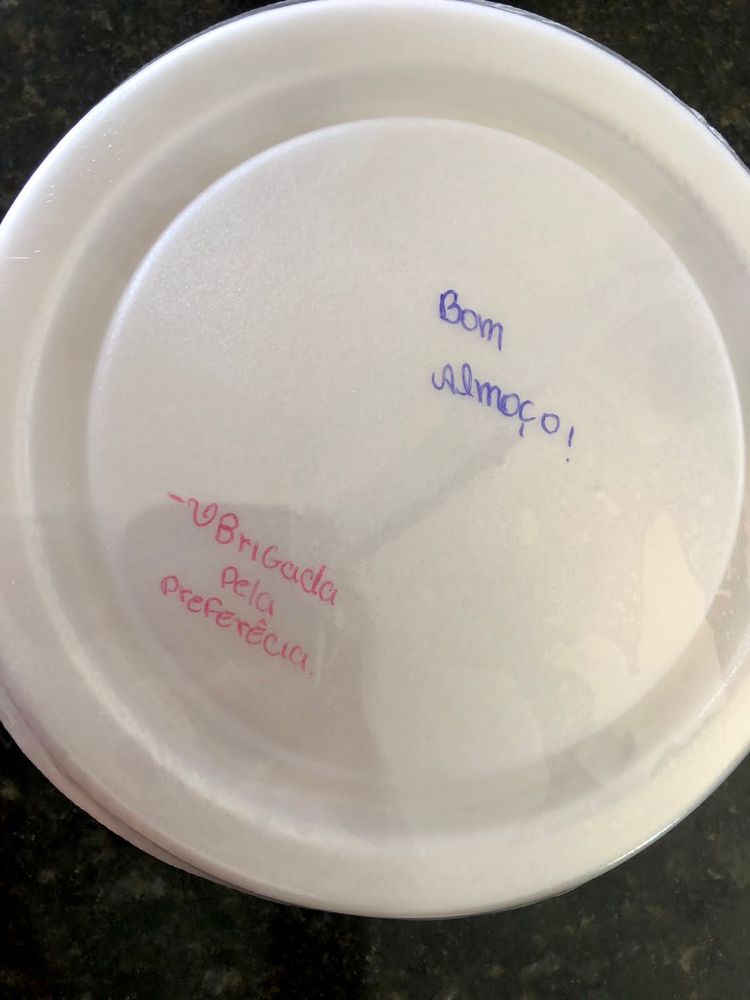 Bom
Almoço!
-OBrigada
pela
preferêcia.